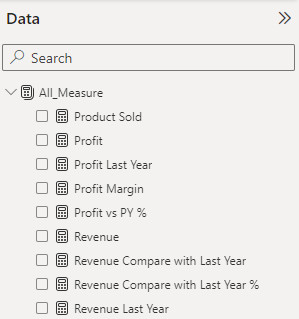 Data
Search
All_Measure
Product Sold
Profit
Profit Last Year
Profit Margin
Profit vs PY %
Revenue
Revenue Compare with Last Year
Revenue Compare with Last Year %
Revenue Last Year